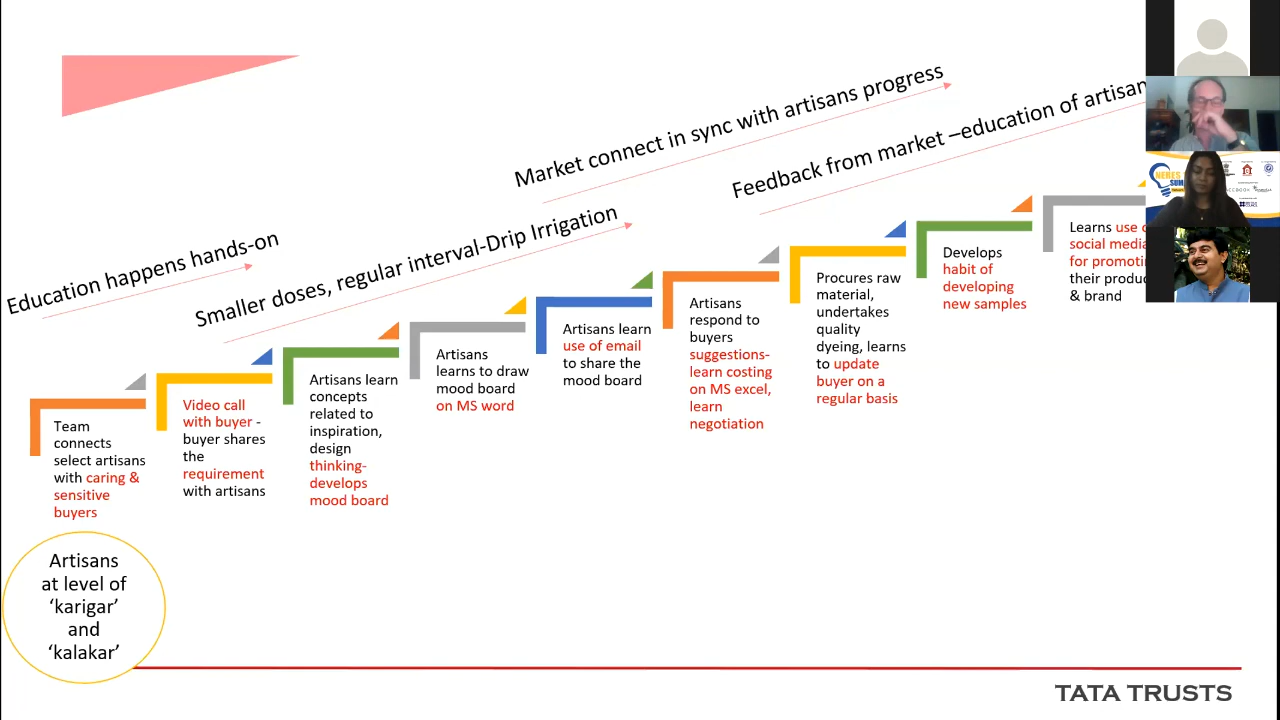 Market connect in sync with artisans progress
Feedback from market –education of artisan
Education happens hands-on
Smaller doses, regular interval-Drip Irrigation
Team
connects
select artisans
with caring &
sensitive
buyers
Video call
with buyer -
buyer shares
the
requirement
with artisans
Artisans learn
concepts
related to
inspiration,
design
thinking-
develops
mood board
Artisans
learns to draw
mood board
on MS word
Artisans learn
use of email
to share the
mood board
Artisans
respond to
buyers
suggestions-
learn costing
on MS excel,
learn
negotiation
Procures raw
material,
undertakes
quality
dyeing, learns
to update
buyer on a
regular basis
Develops
habit of
developing
new samples
Learns use
social media
for promoti
their produc
& brand
Artisans
at level of
‘karigar’
and
‘kalakar’
TATA TRUSTS